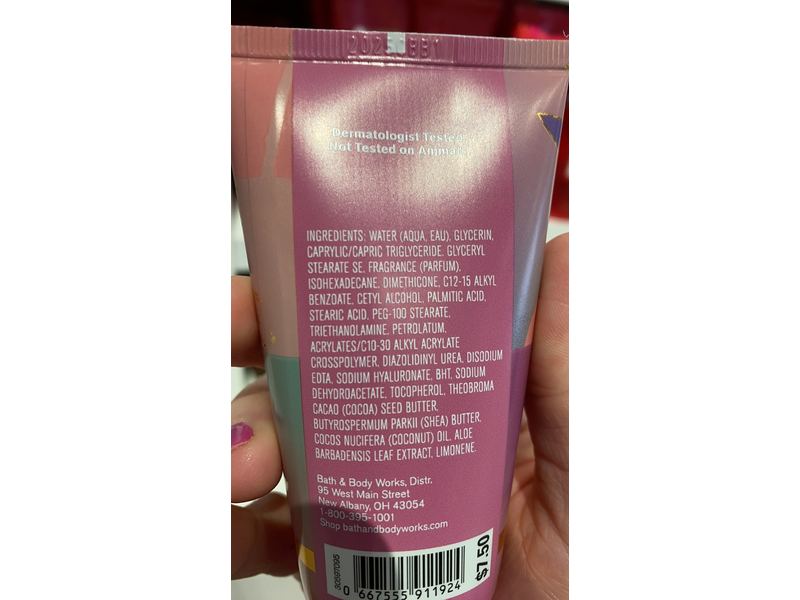 Dermatologist Tested
Not Tested on Animals
INGREDIENTS: WATER (AQUA, EAU), GLYCERIN,
CAPRYLIC/CAPRIC TRIGLYCERIDE, GLYCERYL
STEARATE SE, FRAGRANCE (PARFUM),
ISOHEXADECANE, DIMETHICONE, C12-15 ALKYL
BENZOATE, CETYL ALCOHOL, PALMITIC ACID,
STEARIC ACID, PEG-100 STEARATE,
TRIETHANOLAMINE, PETROLATUM,
ACRYLATES/C10-30 ALKYL ACRYLATE
CROSSPOLYMER, DIAZOLIDINYL UREA, DISODIUM
EDTA, SODIUM HYALURONATE, BHT, SODIUM
DEHYDROACETATE, TOCOPHEROL, THEOBROMA
CACAO (COCOA) SEED BUTTER,
BUTYROSPERMUM PARKII (SHEA) BUTTER,
COCOS NUCIFERA (COCONUT) OIL, ALOE
BARBADENSIS LEAF EXTRACT, LIMONENE.
Bath & Body Works, Distr.
95 West Main Street
New Albany, OH 43054
1-800-395-1001
Shop bathandbodyworks.com
30597095
0 667555 911924
$7.50